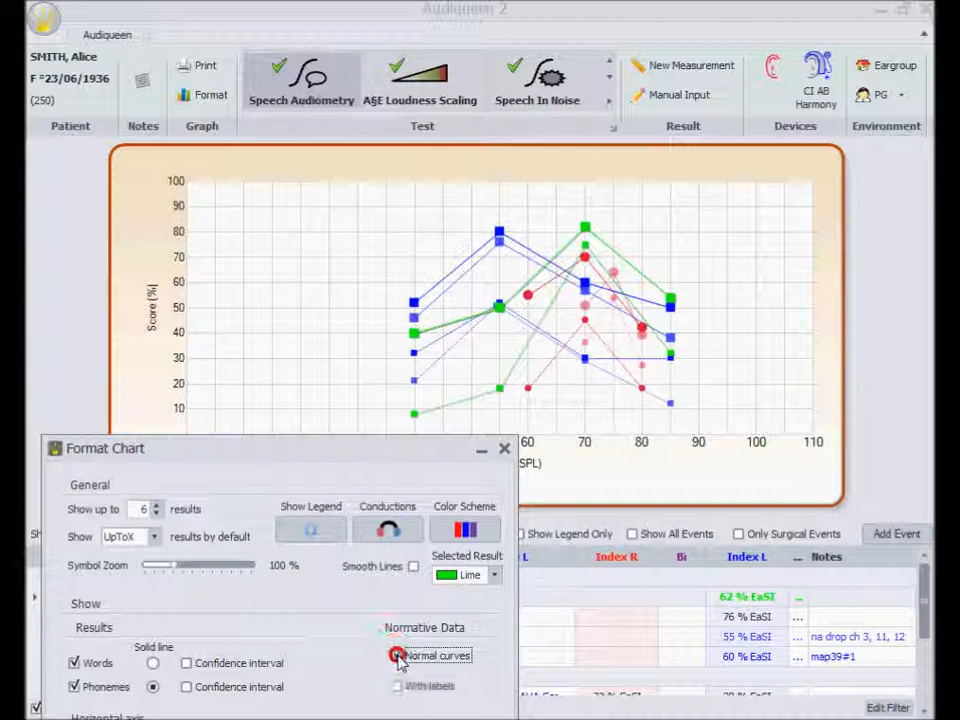 Audiqueen 2
Audiqueen
SMITH, Alice
F °23/06/1936
(250)
Patient
Notes
Print
Format
Graph
Speech Audiometry
A§E Loudness Scaling
Speech In Noise
Test
New Measurement
Manual Input
Result
CI AB
Harmony
Devices
Eargroup
PG
Environment
Score (%)
100
90
80
70
60
50
40
30
20
10
60 70 80 90 100 110
SPL)
Format Chart
General
Show up to 6 results
Show UpToX results by default
Symbol Zoom 100 %
Show Legend Conductions Color Scheme
Smooth Lines
Selected Result
Lime
Show
Results
Solid line
Words Confidence interval
Phonemes Confidence interval
Normative Data
Normal curves
With labels
Horizontal axis
Show Legend Only Show All Events Only Surgical Events Add Event
L Index R Bi Index L ... Notes
62 % EaSI ...
76 % EaSI ...
55 % EaSI ... na drop ch 3, 11, 12
60 % EaSI ... map39#1
Edit Filter